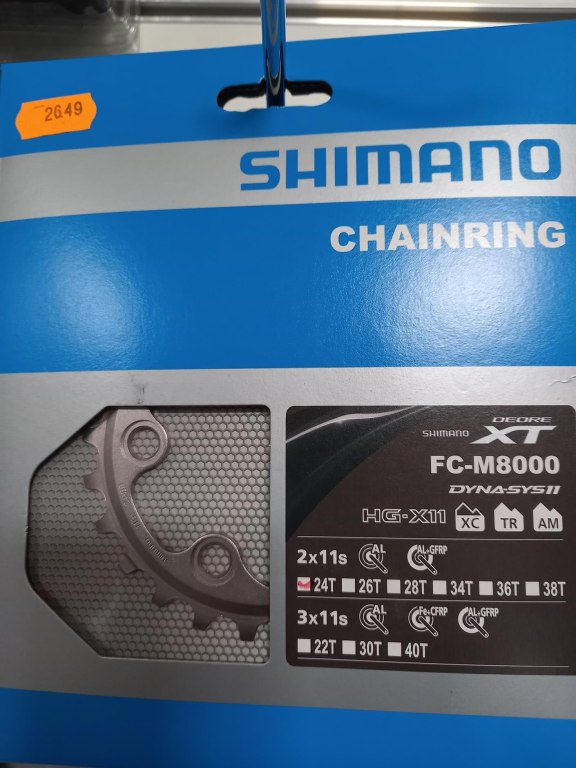 26.49
SHIMANO
CHAINRING
DEORE
SHIMANO XT
FC-M8000
DYNA-SYS11
HG-X11 XC TR AM
2x11s AL AL+GFRP
24T 26T 28T 34T 36T 38T
3x11s AL Fe+CFRP AL+GFRP
22T 30T 40T